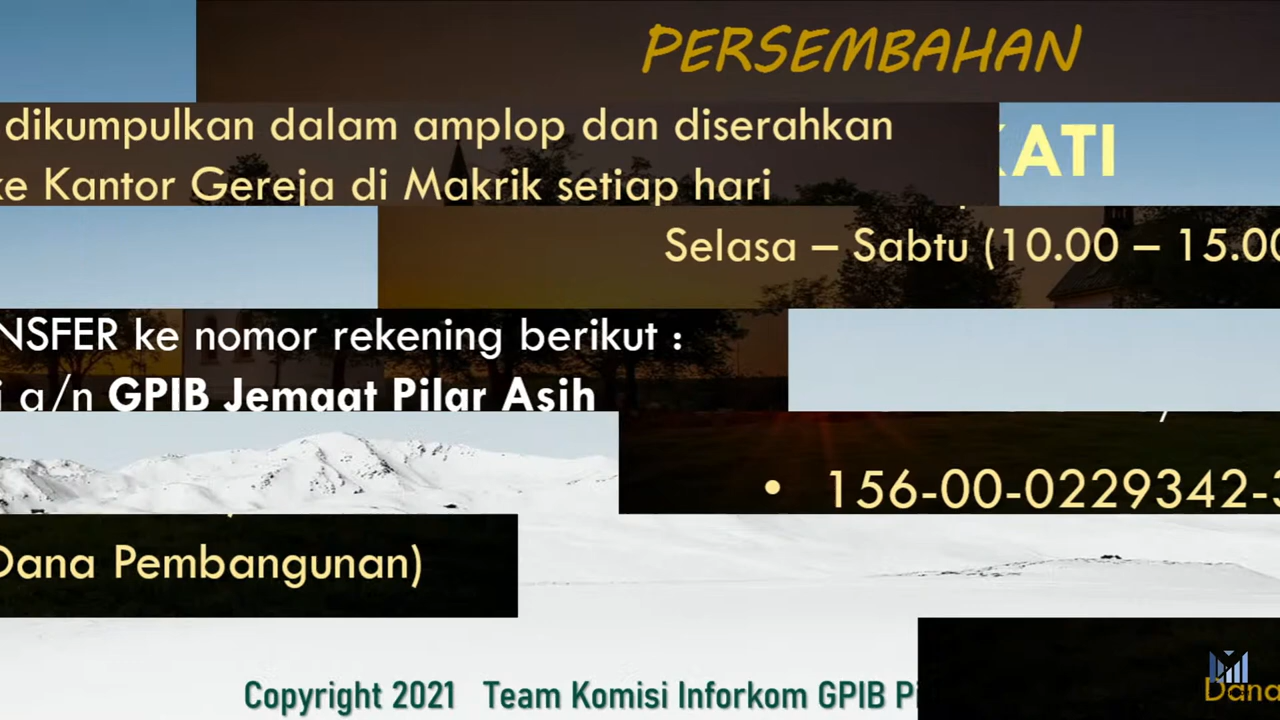 PERSEMBAHAN
dikumpulkan dalam amplop dan diserahkan
KATI
ke Kantor Gereja di Makrik setiap hari
Selasa – Sabtu (10.00 – 15.00
NSFER ke nomor rekening berikut :
a/n GPIB Jemaat Pilar Asih
• 156-00-0229342-
Dana Pembangunan)
Copyright 2021 Team Komisi Inforkom GPIB Pi
Dana